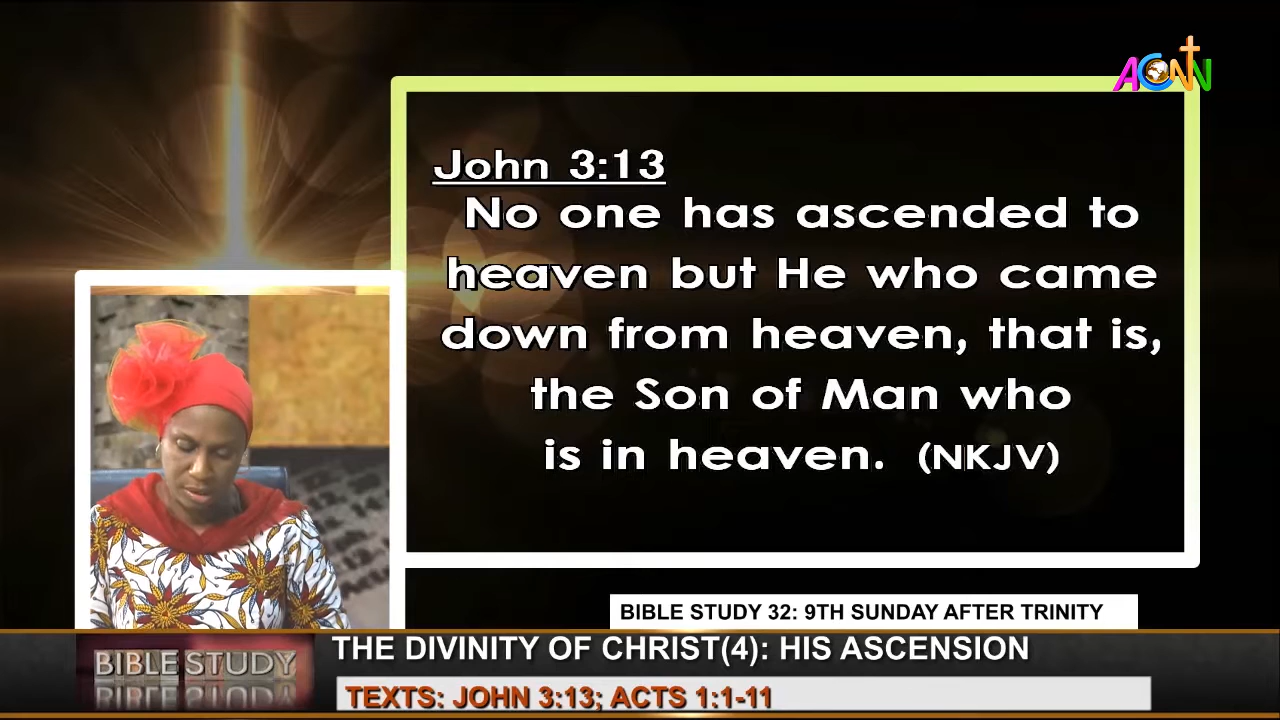 ACNN
John 3:13
No one has ascended to
heaven but He who came
down from heaven, that is,
the Son of Man who
is in heaven. (NKJV)
BIBLE STUDY 32: 9TH SUNDAY AFTER TRINITY
BIBLE STUDY
THE DIVINITY OF CHRIST(4): HIS ASCENSION
TEXTS: JOHN 3:13; ACTS 1:1-11